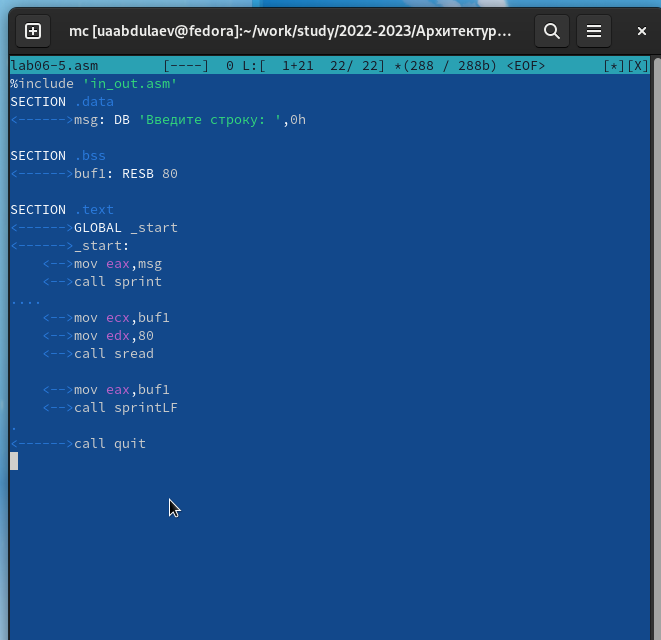 mc [uaabdulaev@fedora]:~/work/study/2022-2023/Архитектур...
lab06-5.asm [----] 0 L:[ 1+21 22/ 22] *(288 / 288b) <EOF> [*][X]
%include 'in_out.asm'
SECTION .data
<------>msg: DB 'Введите строку: ',0h
SECTION .bss
<------>buf1: RESB 80
SECTION .text
<------>GLOBAL _start
<------>_start:
    <-->mov eax,msg
    <-->call sprint
....
    <-->mov ecx,buf1
    <-->mov edx,80
    <-->call sread
    <-->mov eax,buf1
    <-->call sprintLF
.
<------>call quit